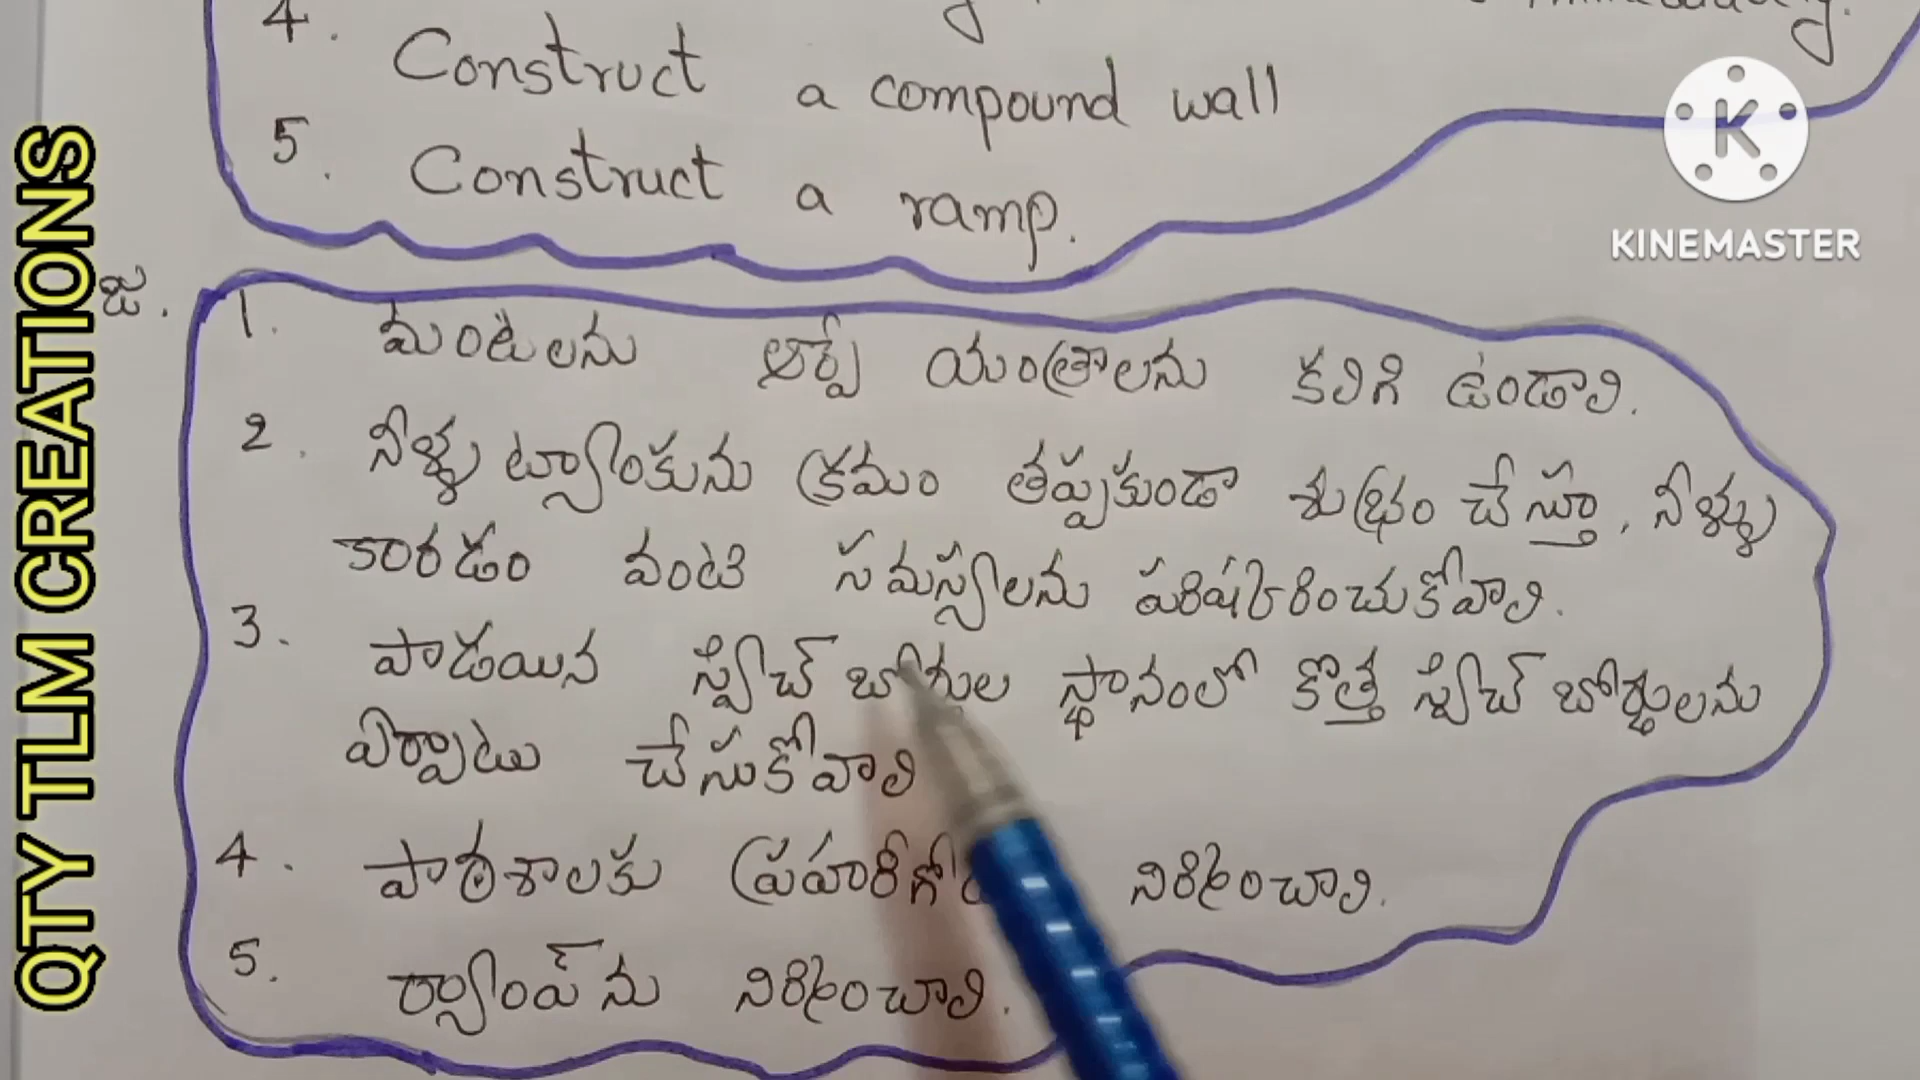 4. Construct a compound wall
5. Construct a ramp.
KINEMASTER
QTY TLM CREATIONS
జ.
1. మంటలను ఆర్పే యంత్రాలను కలిగి ఉండాలి.
2. నీళ్ళు ట్యాంకును క్రమం తప్పకుండా శుభ్రం చేస్తూ, నీళ్ళు
కారడం వంటి సమస్యలను పరిష్కరించుకోవాలి.
3. పాడయిన స్విచ్ బోర్డుల స్థానంలో కొత్త స్విచ్ బోర్డులను
ఏర్పాటు చేసుకోవాలి
4. పాఠశాలకు నిర్మించాలి.
5. ర్యాంప్ ను నిర్మించాలి.